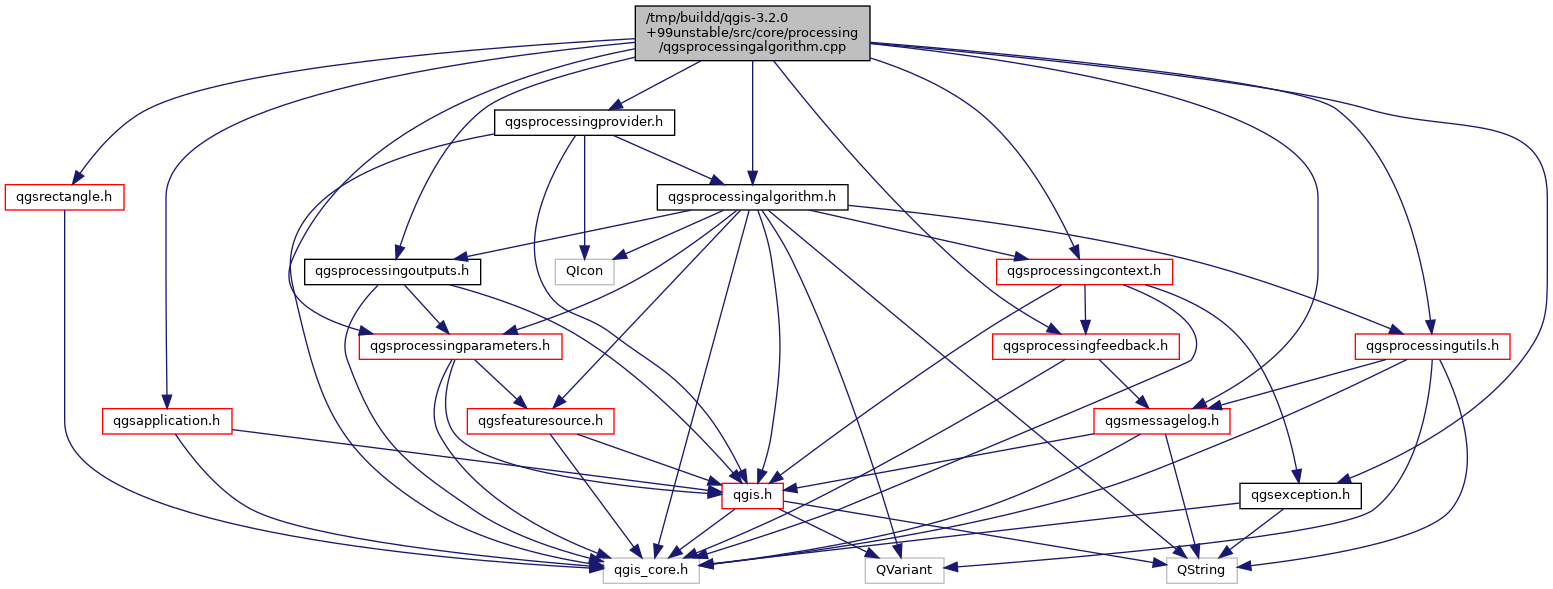 /tmp/buildd/qgis-3.2.0
+99unstable/src/core/processing
/qgsprocessingalgorithm.cpp
qgsprocessingprovider.h
qgsrectangle.h
qgsprocessingalgorithm.h
qgsprocessingoutputs.h
QIcon
qgsprocessingcontext.h
qgsprocessingparameters.h
qgsprocessingfeedback.h
qgsprocessingutils.h
qgsapplication.h
qgsfeaturesource.h
qgsmessagelog.h
qgis.h
qgsexception.h
qgis_core.h
QVariant
QString